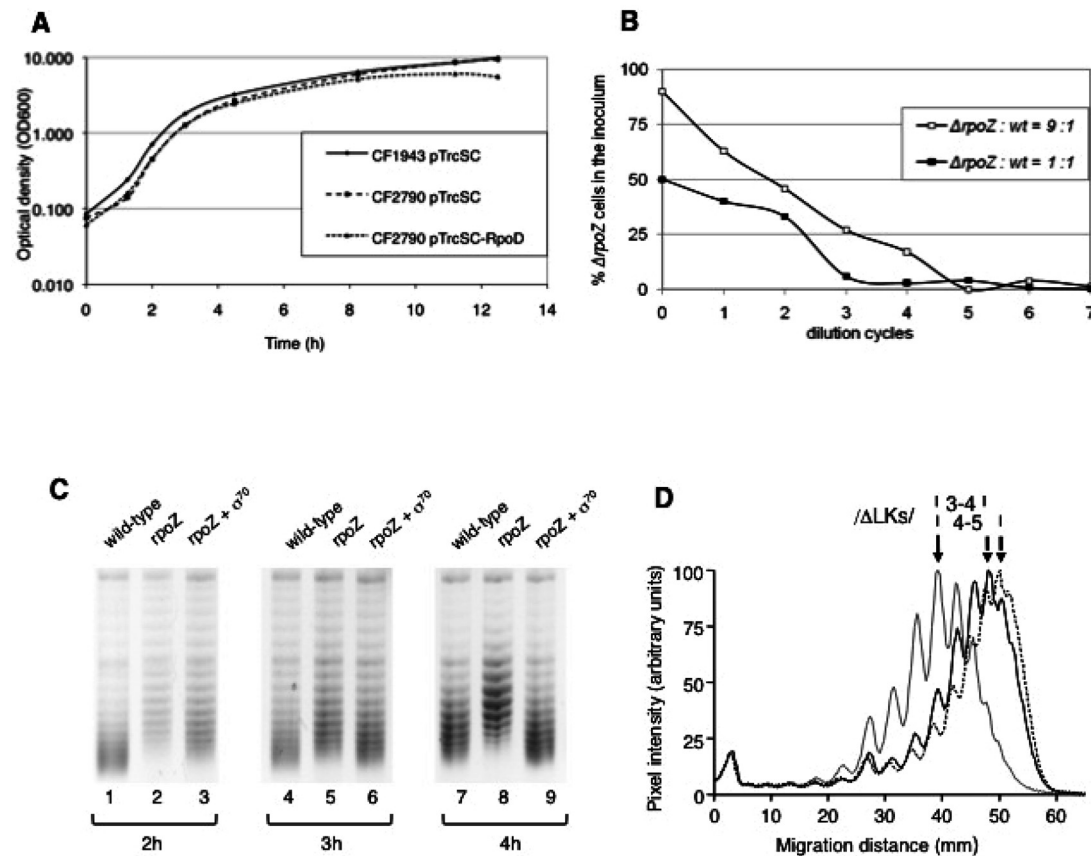 A
10.000
1.000
0.100
0.010
Optical density (OD600)
0 2 4 6 8 10 12 14
Time (h)
CF1943 pTrcSC
CF2790 pTrcSC
CF2790 pTrcSC-RpoD
B
100
75
50
25
0
% ΔrpoZ cells in the inoculum
0 1 2 3 4 5 6 7
dilution cycles
ΔrpoZ : wt = 9 :1
ΔrpoZ : wt = 1 :1
C
wild-type rpoZ rpoZ + σ70 wild-type rpoZ rpoZ + σ70 wild-type rpoZ rpoZ + σ70
1 2 3 4 5 6 7 8 9
2h 3h 4h
D
/ΔLKs/
3-4
4-5
100
75
50
25
0
Pixel intensity (arbitrary units)
0 10 20 30 40 50 60
Migration distance (mm)